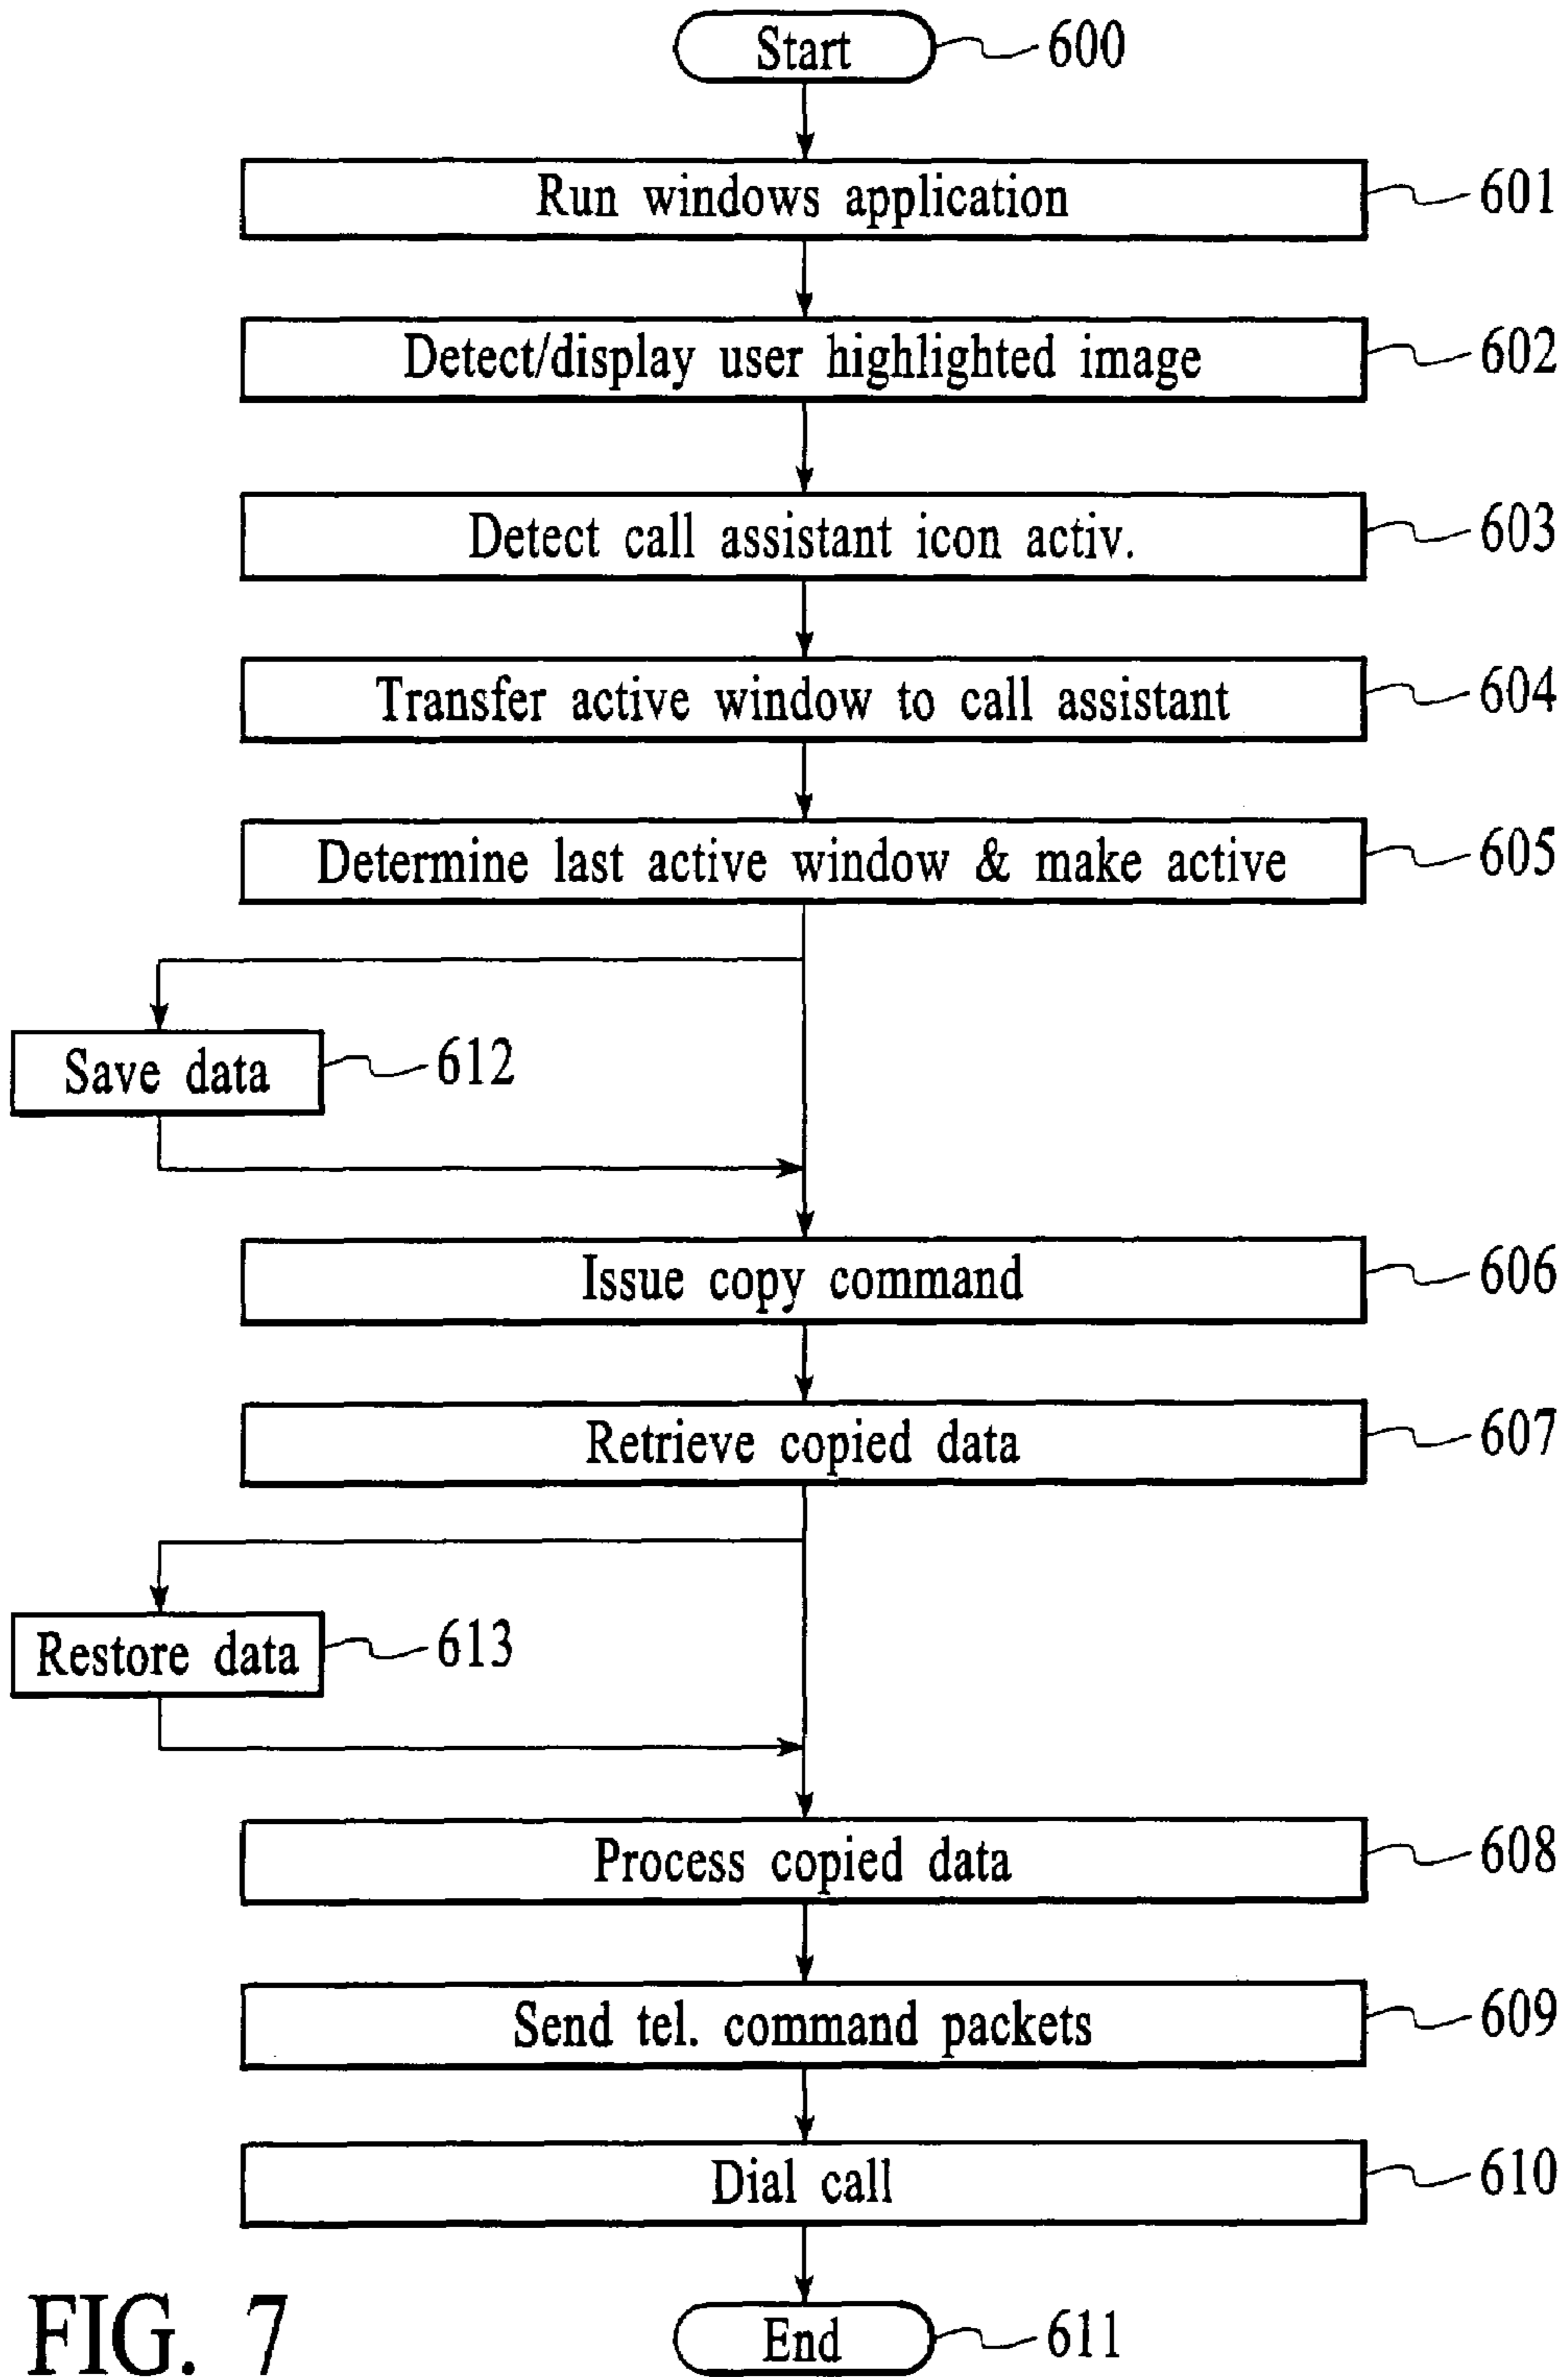 Start 600
Run windows application 601
Detect/display user highlighted image 602
Detect call assistant icon activ. 603
Transfer active window to call assistant 604
Determine last active window & make active 605
Save data 612
Issue copy command 606
Retrieve copied data 607
Restore data 613
Process copied data 608
Send tel. command packets 609
Dial call 610
End 611
FIG. 7